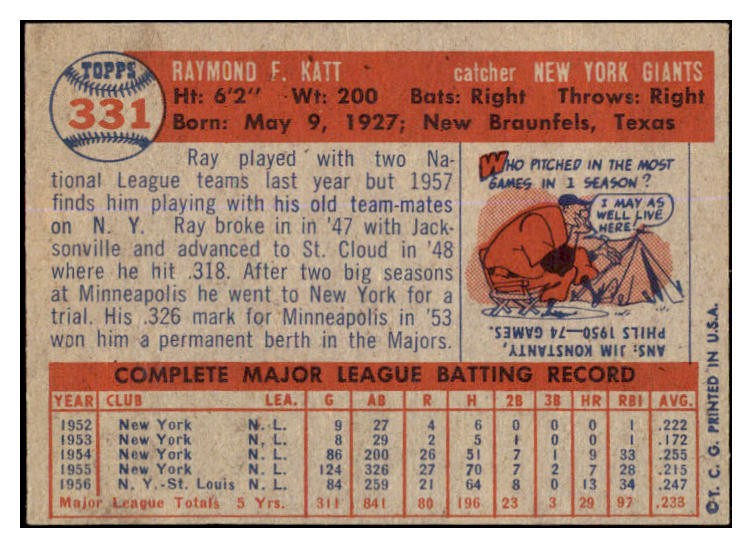 TOPPS
331
RAYMOND F. KATT catcher NEW YORK GIANTS
Ht: 6'2" Wt: 200 Bats: Right Throws: Right
Born: May 9, 1927; New Braunfels, Texas
Ray played with two Na-
tional League teams last year but 1957
finds him playing with his old team-mates
on N. Y. Ray broke in in '47 with Jack-
sonville and advanced to St. Cloud in '48
where he hit .318. After two big seasons
at Minneapolis he went to New York for a
trial. His .326 mark for Minneapolis in '53
won him a permanent berth in the Majors.
WHO PITCHED IN THE MOST
GAMES IN 1 SEASON?
I MAY AS
WELL LIVE
HERE!
ANS: JIM KONSTANTY,
PHILS 1950—74 GAMES.
COMPLETE MAJOR LEAGUE BATTING RECORD
YEAR CLUB LEA. G AB R H 2B 3B HR RBI AVG.
1952 New York N. L. 9 27 4 6 0 0 0 1 .222
1953 New York N. L. 8 29 2 5 1 0 0 1 .172
1954 New York N. L. 86 200 26 51 7 1 9 33 .255
1955 New York N. L. 124 326 27 70 7 2 7 28 .215
1956 N. Y.-St. Louis N. L. 84 259 21 64 8 0 13 34 .247
Major League Totals 5 Yrs. 311 841 80 196 23 3 29 97 .233
©T. C. G. PRINTED IN U.S.A.